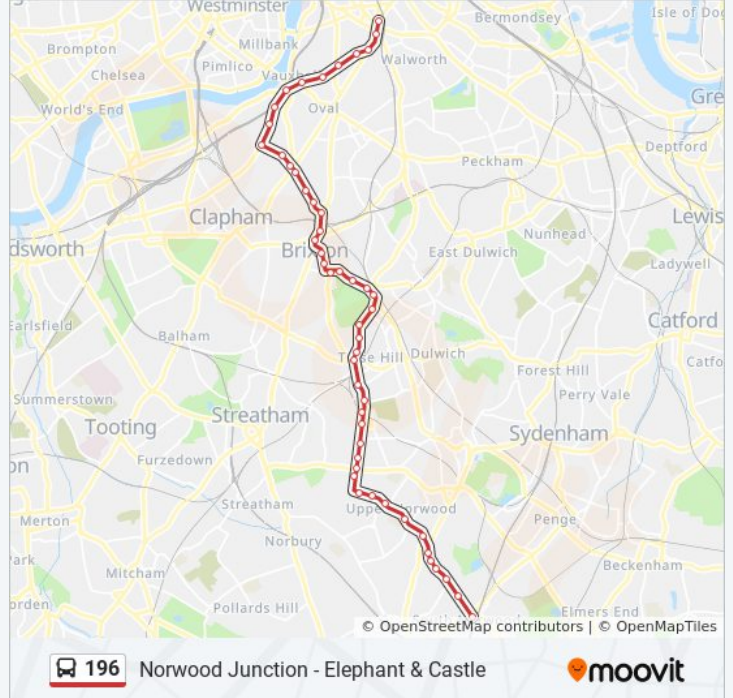 Westminster
Bermondsey
Isle of Dog
Brompton
Millbank
Walworth
Chelsea
Pimlico
Vauxh
World's End
Oval
Gre
Deptford
Peckham
Clapham
Lewis
Nunhead
dsworth
Brixton
East Dulwich
Ladywell
Earlsfield
Catford
Balham
Tulse Hill
Dulwich
Catfo
Forest Hill
Perry Vale
Summerstown
Streatham
Tooting
Sydenham
Furzedown
on
Streatham
Upper Norwood
Merton
Penge
Norbury
Park
Beckenham
Mitcham
orden
Pollards Hill
Elmers End
© OpenStreetMap contributors | © OpenMapTiles
196 Norwood Junction - Elephant & Castle moovit